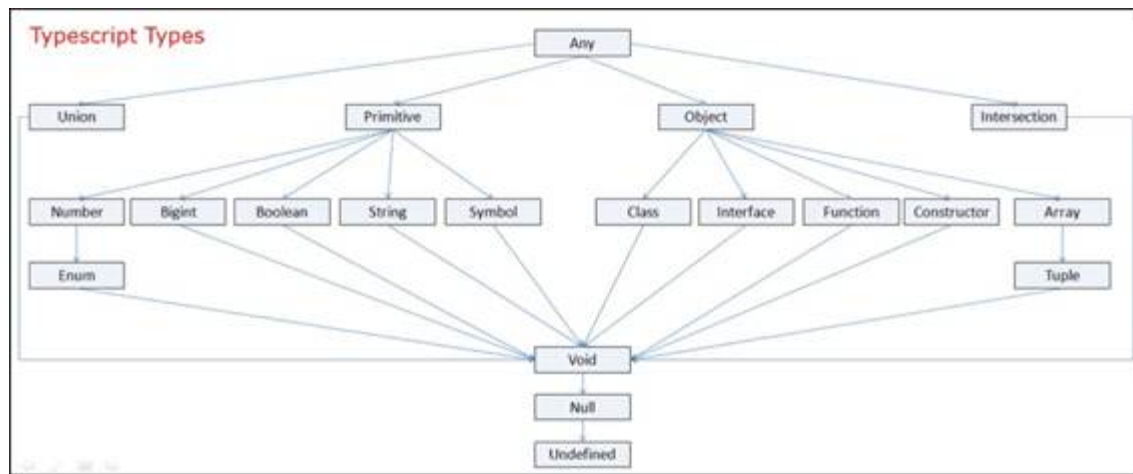 Typescript Types
Any
Union
Primitive
Object
Intersection
Number
Bigint
Boolean
String
Symbol
Class
Interface
Function
Constructor
Array
Enum
Tuple
Void
Null
Undefined